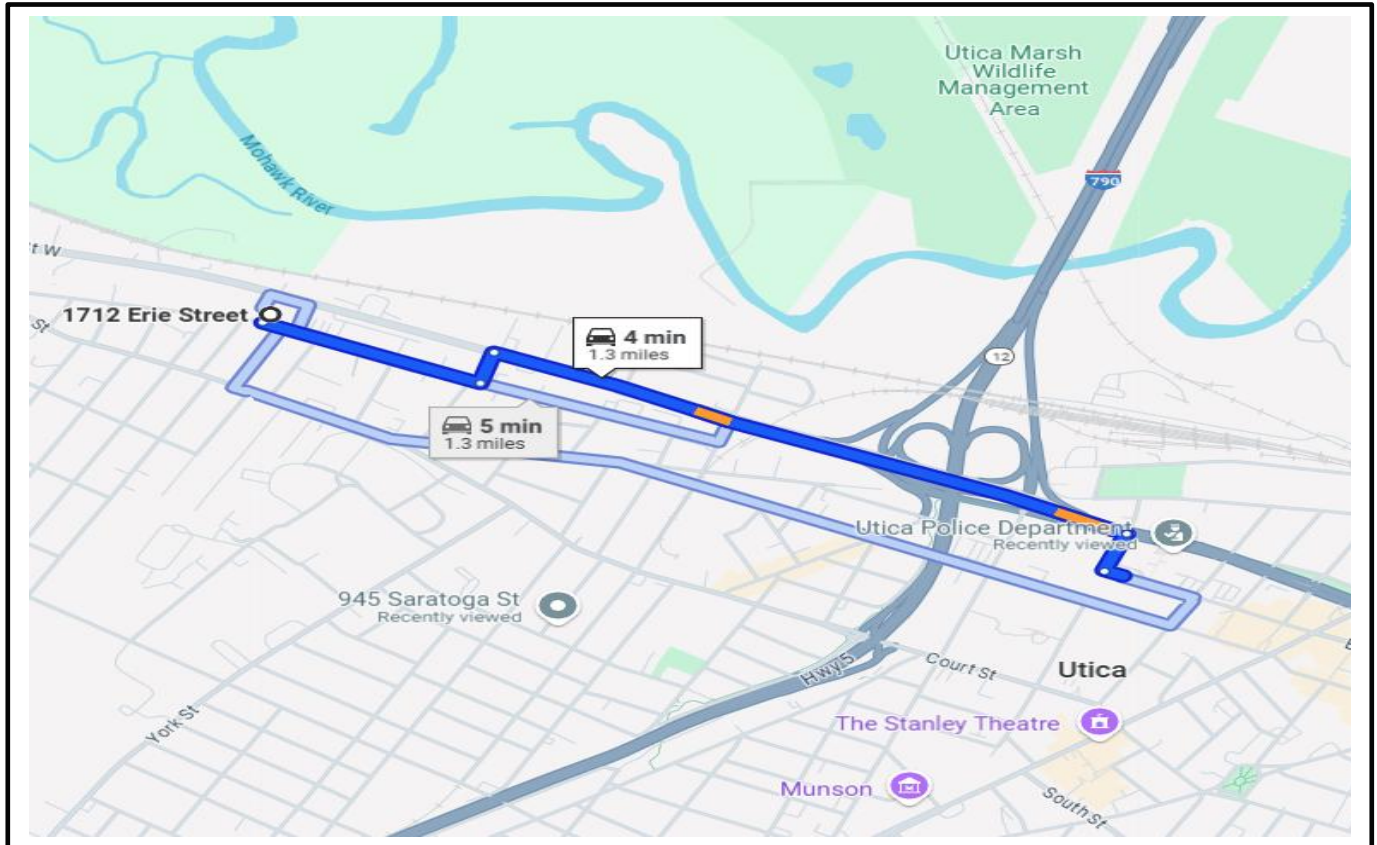 Utica Marsh
Wildlife
Management
Area
Mohawk River
790
St W
1712 Erie Street
St
4 min
1.3 miles
12
5 min
1.3 miles
Utica Police Department
Recently viewed
945 Saratoga St
Recently viewed
Hwy 5
Court St
Utica
York St
The Stanley Theatre
Munson
South St